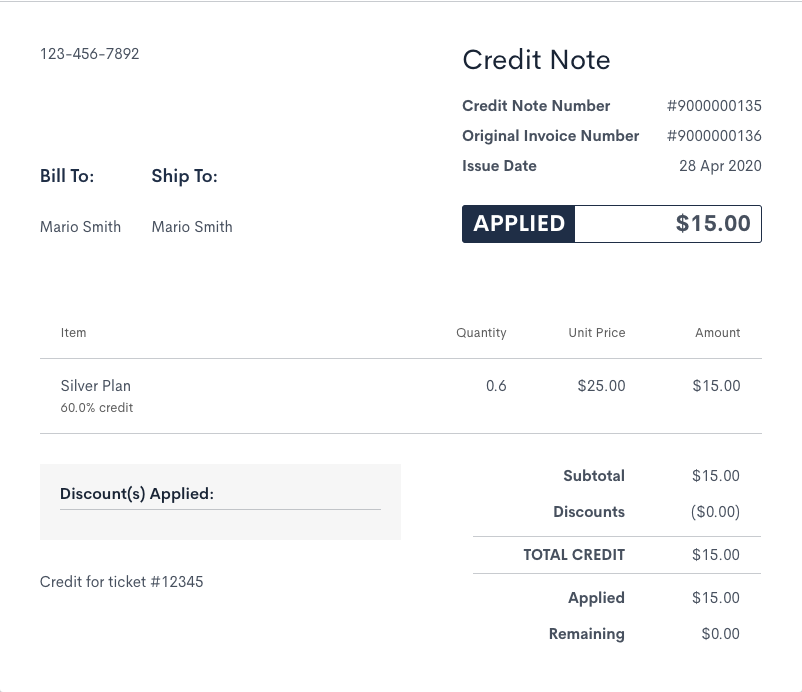 123-456-7892
Credit Note
Credit Note Number #9000000135
Original Invoice Number #9000000136
Issue Date 28 Apr 2020
Bill To: Ship To:
Mario Smith Mario Smith
APPLIED $15.00
Item Quantity Unit Price Amount
Silver Plan 0.6 $25.00 $15.00
60.0% credit
Discount(s) Applied:
Credit for ticket #12345
Subtotal $15.00
Discounts ($0.00)
TOTAL CREDIT $15.00
Applied $15.00
Remaining $0.00